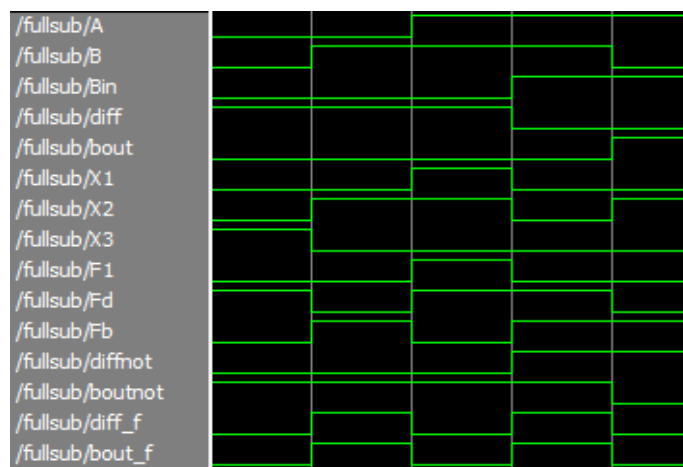 /fullsub/A
/fullsub/B
/fullsub/Bin
/fullsub/diff
/fullsub/bout
/fullsub/X1
/fullsub/X2
/fullsub/X3
/fullsub/F1
/fullsub/Fd
/fullsub/Fb
/fullsub/diffnot
/fullsub/boutnot
/fullsub/diff_f
/fullsub/bout_f